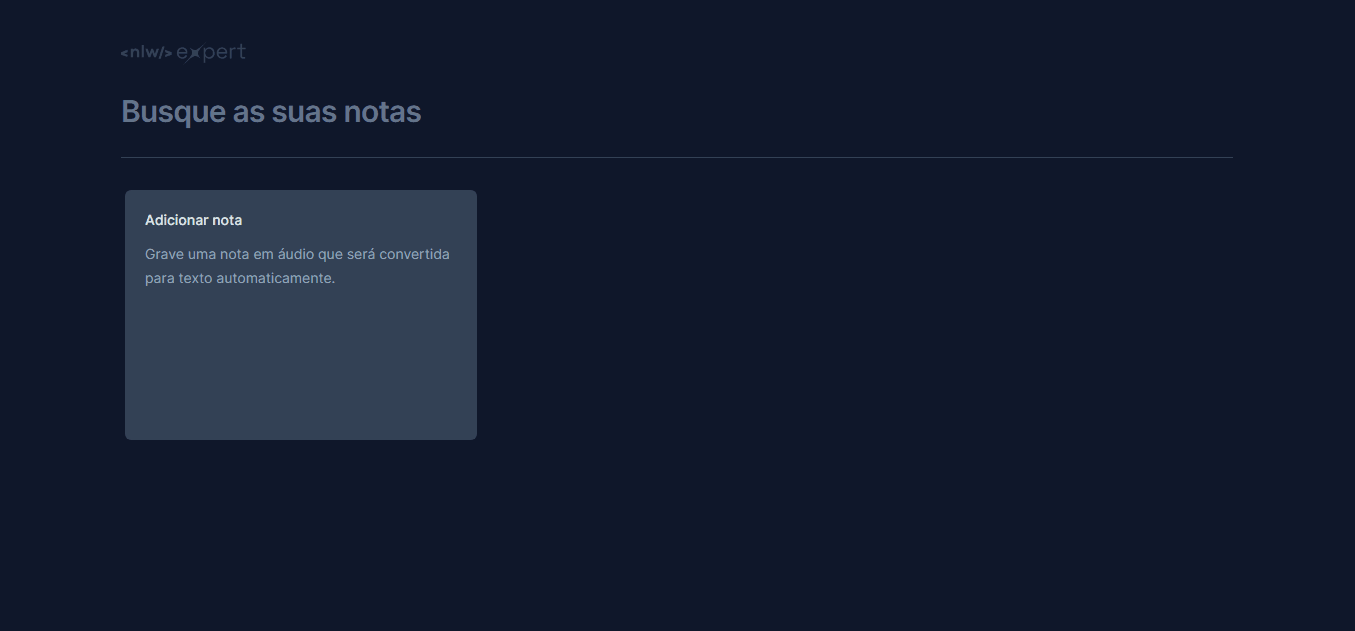 <nlw/> expert
Busque as suas notas
Adicionar nota
Grave uma nota em áudio que será convertida
para texto automaticamente.